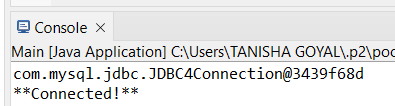 Console ×
Main [Java Application] C:\Users\TANISHA GOYAL\.p2\poo
com.mysql.jdbc.JDBC4Connection@3439f68d
**Connected!**